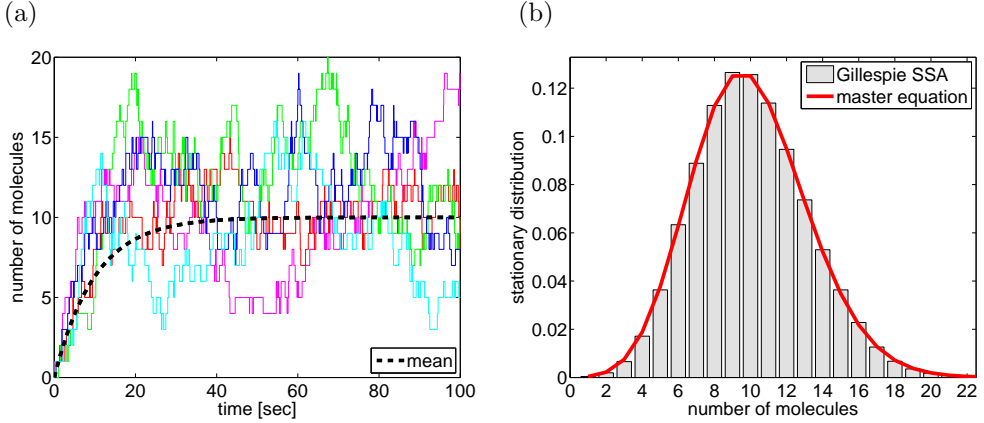 (a)
20
15
10
5
0
number of molecules
0 20 40 60 80 100
time [sec]
mean
(b)
0.12
0.1
0.08
0.06
0.04
0.02
0
stationary distribution
0 2 4 6 8 10 12 14 16 18 20 22
number of molecules
Gillespie SSA
master equation